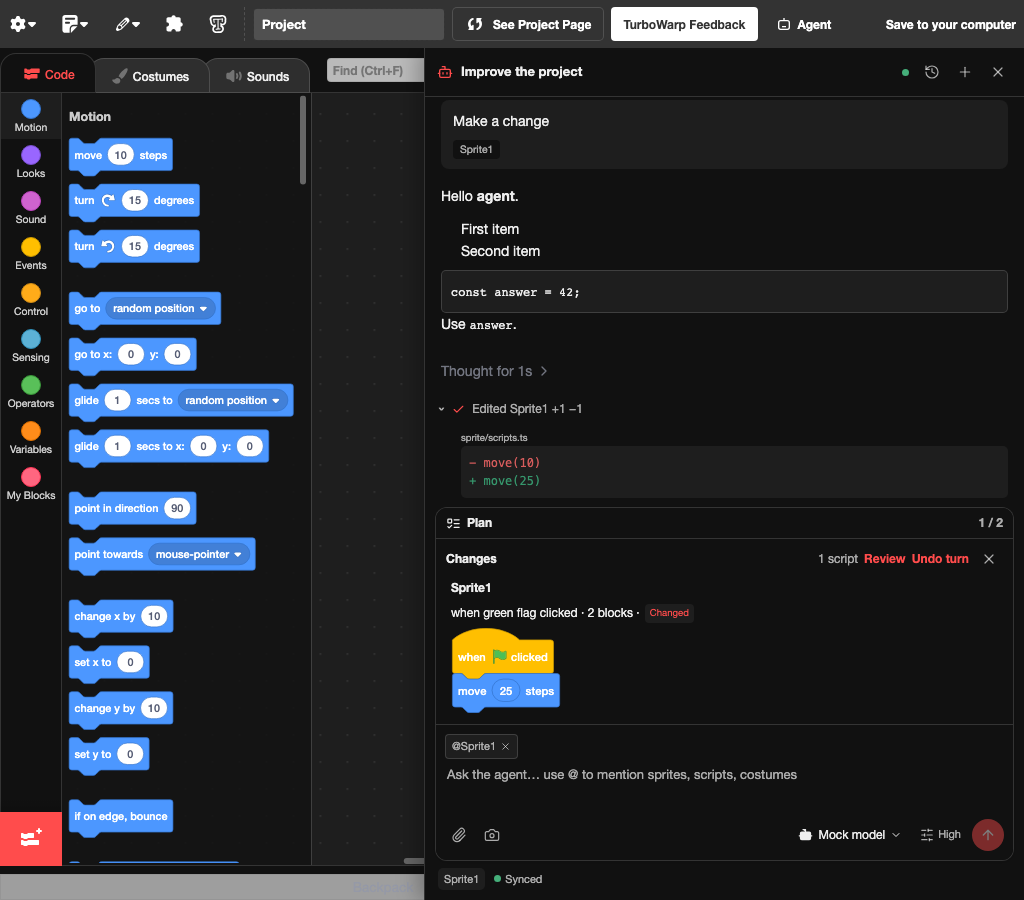 Project
See Project Page
TurboWarp Feedback
Agent
Save to your computer
Code
Costumes
Sounds
Find (Ctrl+F)
Motion
Looks
Sound
Events
Control
Sensing
Operators
Variables
My Blocks
Motion
move 10 steps
turn 15 degrees
turn 15 degrees
go to random position
go to x: 0 y: 0
glide 1 secs to random position
glide 1 secs to x: 0 y: 0
point in direction 90
point towards mouse-pointer
change x by 10
set x to 0
change y by 10
set y to 0
if on edge, bounce
Backpack
Improve the project
Make a change
Sprite1
Hello agent.
First item
Second item
const answer = 42;
Use answer.
Thought for 1s
Edited Sprite1 +1 −1
sprite/scripts.ts
− move(10)
+ move(25)
Plan 1 / 2
Changes 1 script Review Undo turn
Sprite1
when green flag clicked · 2 blocks · Changed
when clicked
move 25 steps
@Sprite1
Ask the agent… use @ to mention sprites, scripts, costumes
Mock model High
Sprite1 Synced